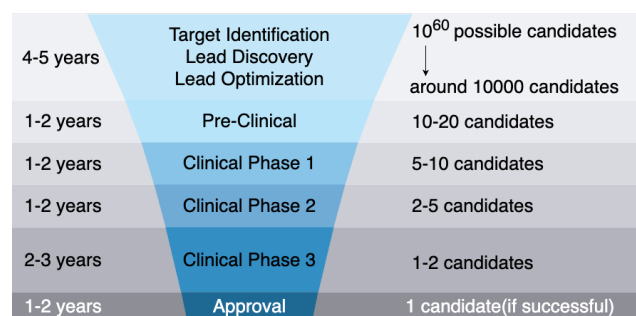 4-5 years
Target Identification
Lead Discovery
Lead Optimization
10^60 possible candidates
around 10000 candidates
1-2 years
Pre-Clinical
10-20 candidates
1-2 years
Clinical Phase 1
5-10 candidates
1-2 years
Clinical Phase 2
2-5 candidates
2-3 years
Clinical Phase 3
1-2 candidates
1-2 years
Approval
1 candidate(if successful)